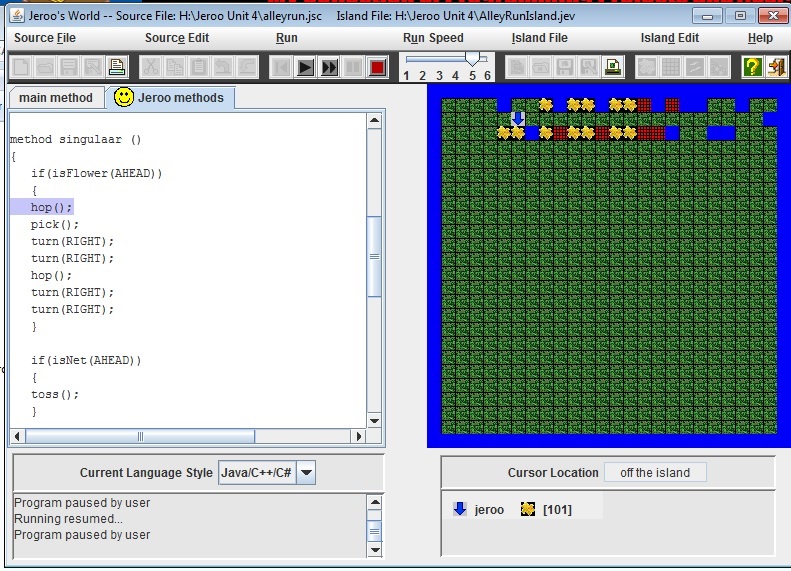 Jeroo's World -- Source File: H:\Jeroo Unit 4\alleyrun.jsc     Island File: H:\Jeroo Unit 4\AlleyRunIsland.jev
Source File Source Edit Run Run Speed Island File Island Edit Help
1 2 3 4 5 6
main method Jeroo methods
method singulaar ()
{
if(isFlower(AHEAD))
{
hop();
pick();
turn(RIGHT);
turn(RIGHT);
hop();
turn(RIGHT);
turn(RIGHT);
}
if(isNet(AHEAD))
{
toss();
}
Current Language Style Java/C++/C#
Cursor Location off the island
Program paused by user
Running resumed...
Program paused by user
jeroo [101]